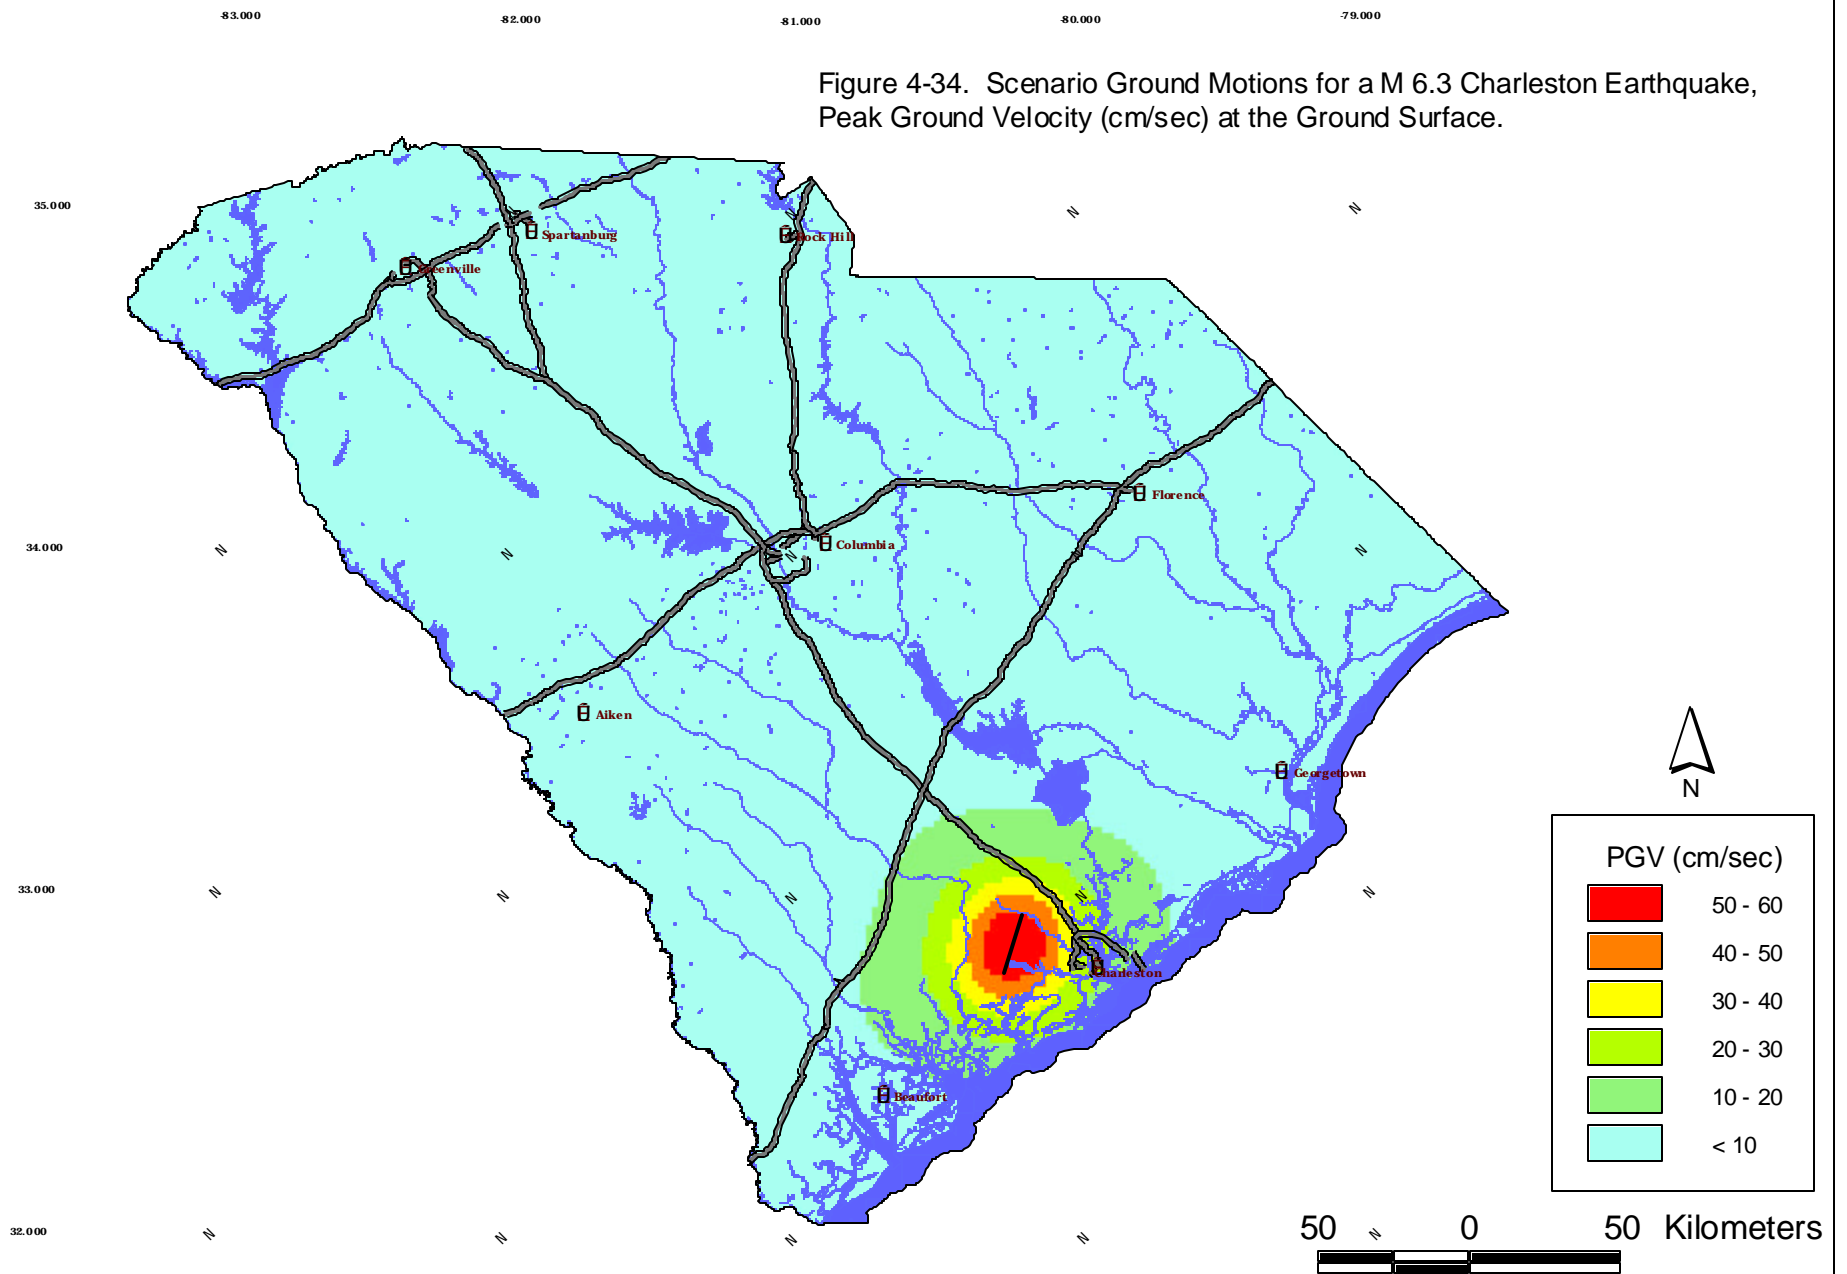 -83.000 -82.000 -81.000 -80.000 -79.000
Figure 4-34. Scenario Ground Motions for a M 6.3 Charleston Earthquake,
Peak Ground Velocity (cm/sec) at the Ground Surface.
35.000
Spartanburg
Rock Hill
Greenville
Florence
34.000
Columbia
Aiken
Georgetown
N
PGV (cm/sec)
33.000
50 - 60
40 - 50
Charleston
30 - 40
20 - 30
10 - 20
Beaufort
< 10
32.000
50 0 50 Kilometers